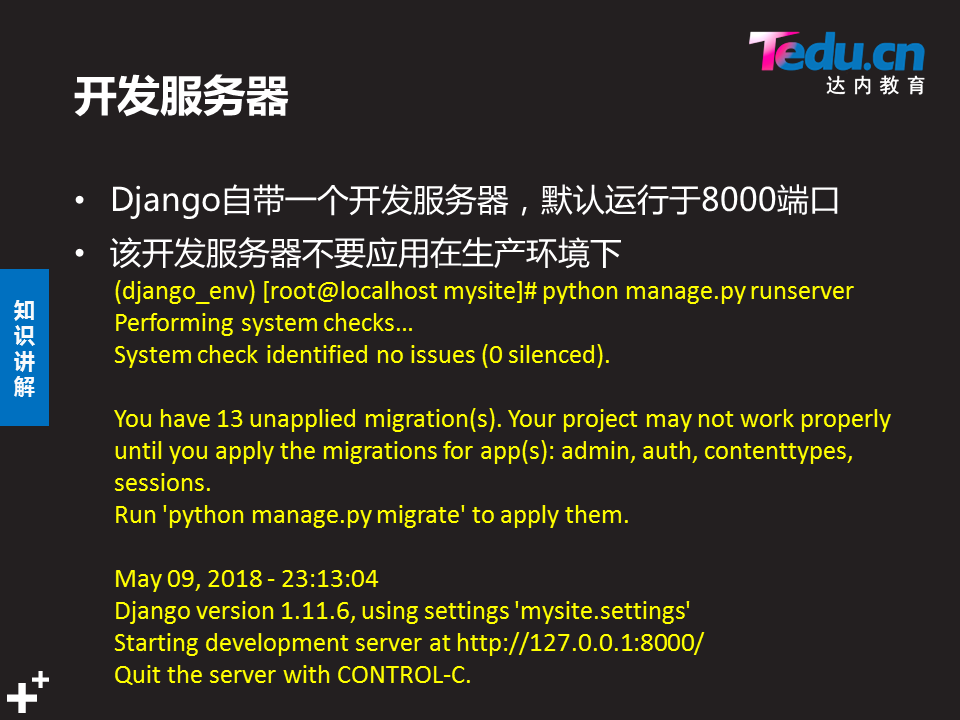 Tedu.cn
达内教育
开发服务器
• Django自带一个开发服务器，默认运行于8000端口
• 该开发服务器不要应用在生产环境下
(django_env) [root@localhost mysite]# python manage.py runserver
Performing system checks...
System check identified no issues (0 silenced).
You have 13 unapplied migration(s). Your project may not work properly
until you apply the migrations for app(s): admin, auth, contenttypes,
sessions.
Run 'python manage.py migrate' to apply them.
May 09, 2018 - 23:13:04
Django version 1.11.6, using settings 'mysite.settings'
Starting development server at http://127.0.0.1:8000/
Quit the server with CONTROL-C.
知识讲解